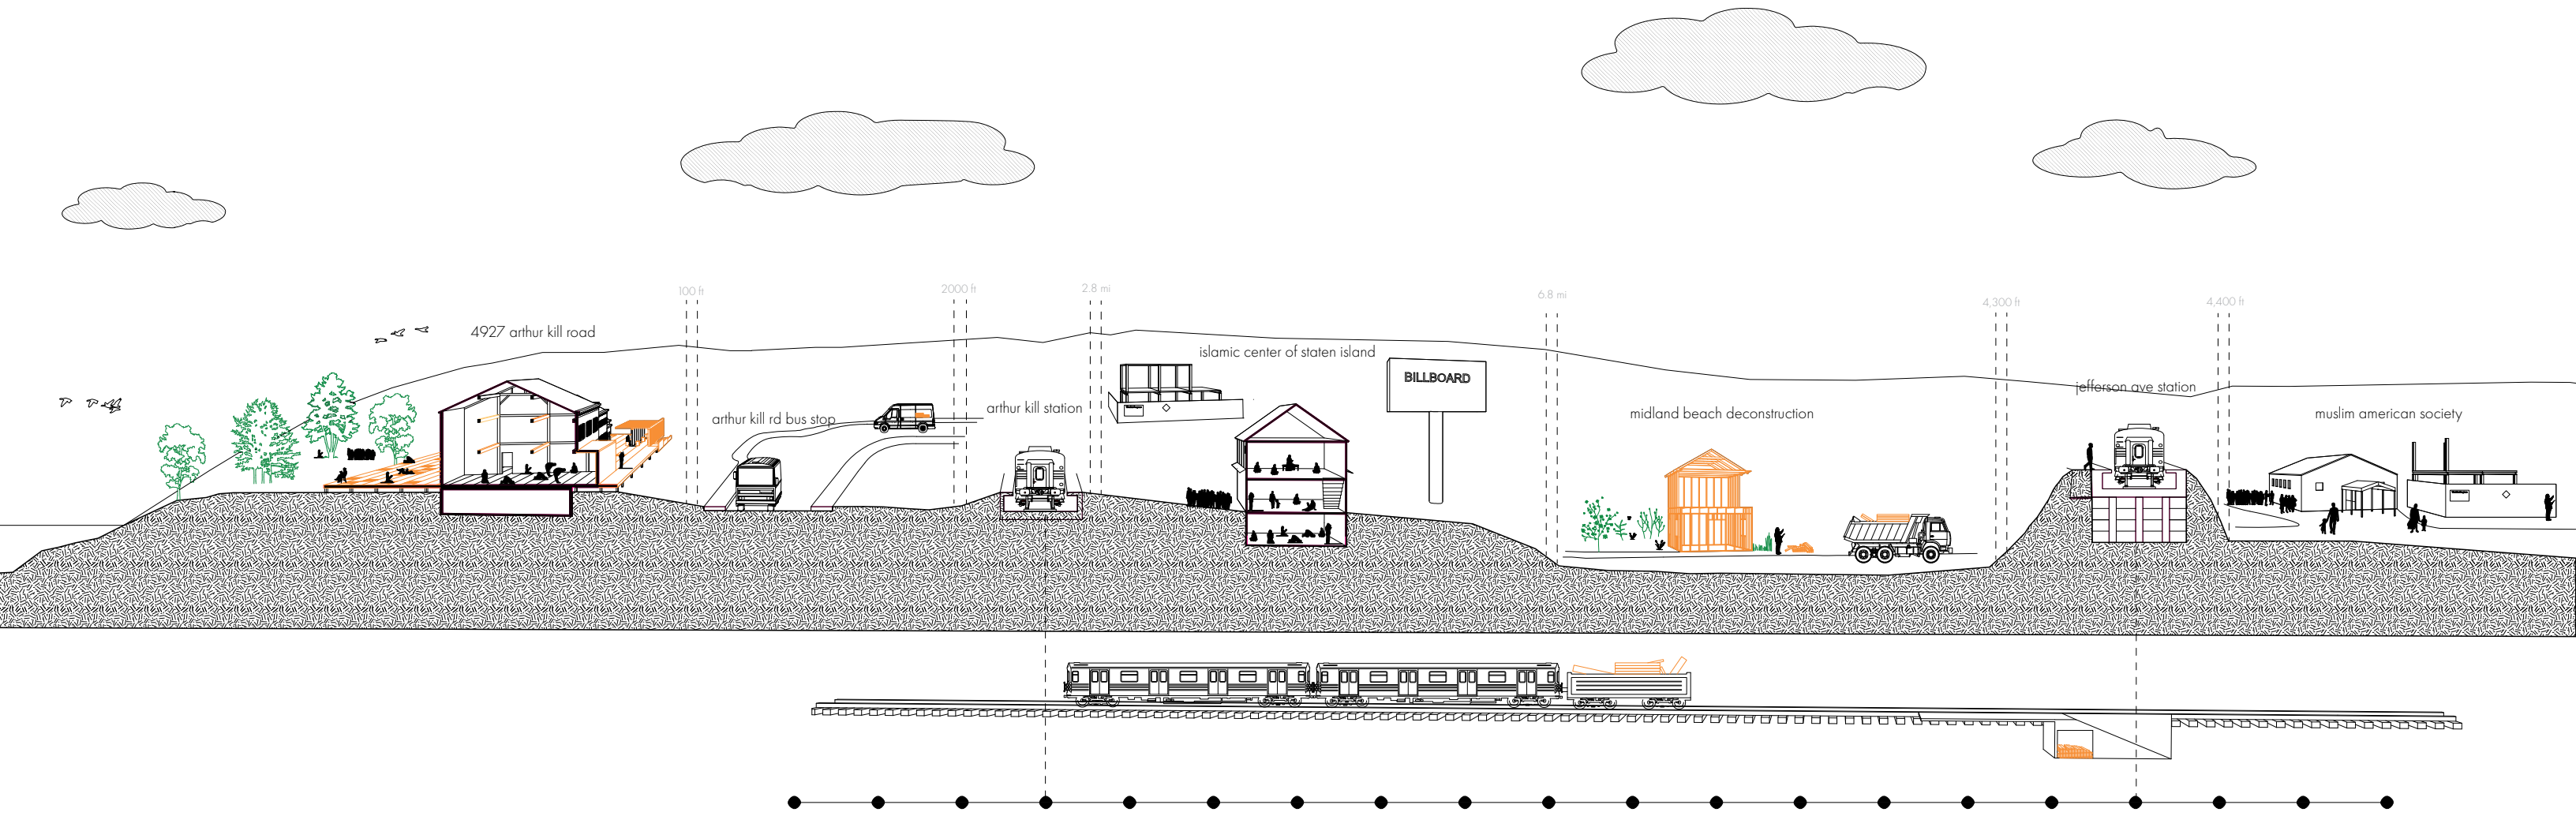 100 ft
2000 ft
2.8 mi
6.8 mi
4,300 ft
4,400 ft
4927 arthur kill road
islamic center of staten island
BILLBOARD
jefferson ave station
arthur kill rd bus stop
arthur kill station
midland beach deconstruction
muslim american society